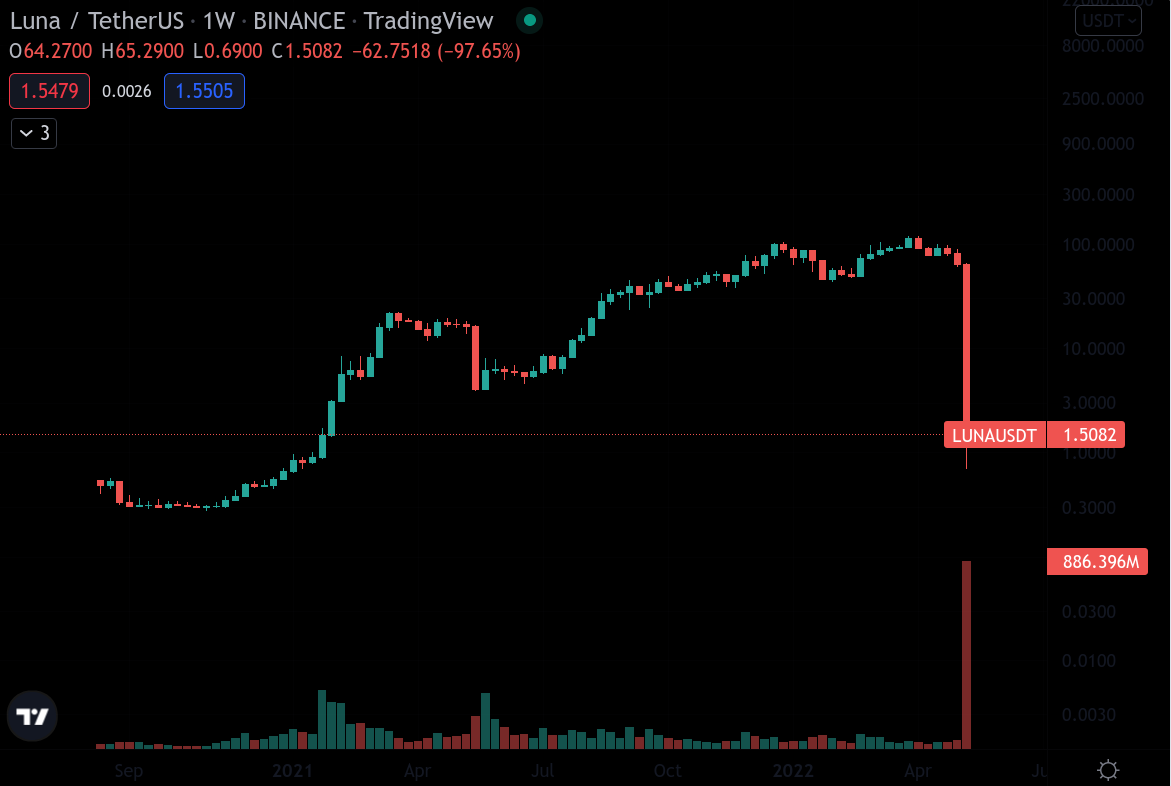 Luna / TetherUS · 1W · BINANCE · TradingView
O64.2700 H65.2900 L0.6900 C1.5082 −62.7518 (−97.65%)
1.5479 0.0026 1.5505
3
USDT
8000.0000
2500.0000
900.0000
300.0000
100.0000
30.0000
10.0000
3.0000
LUNAUSDT 1.5082
1.0000
0.3000
886.396M
0.0300
0.0100
0.0030
Sep 2021 Apr Jul Oct 2022 Apr